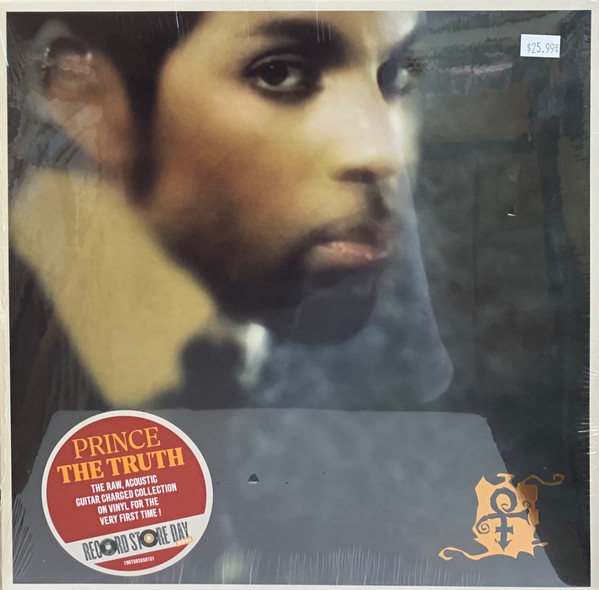 $25.99
PRINCE
THE TRUTH
THE RAW, ACOUSTIC
GUITAR CHARGED COLLECTION
ON VINYL FOR THE
VERY FIRST TIME !
RECORD STORE DAY